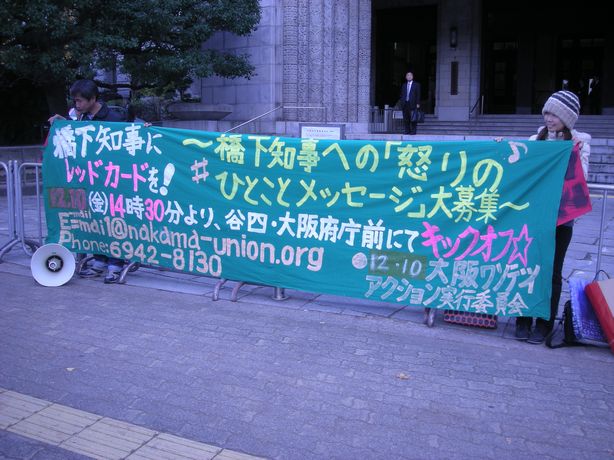 橋下知事に
レッドカードを!
～橋下知事への「怒りの♪
♯ひとことメッセージ」大募集～
12.10(金)14時30分より、谷四・大阪府庁前にてキックオフ☆
E-mail mail1@nakama-union.org
Phone:6942-8130
●12.10 大阪ワンデイ
アクション実行委員会